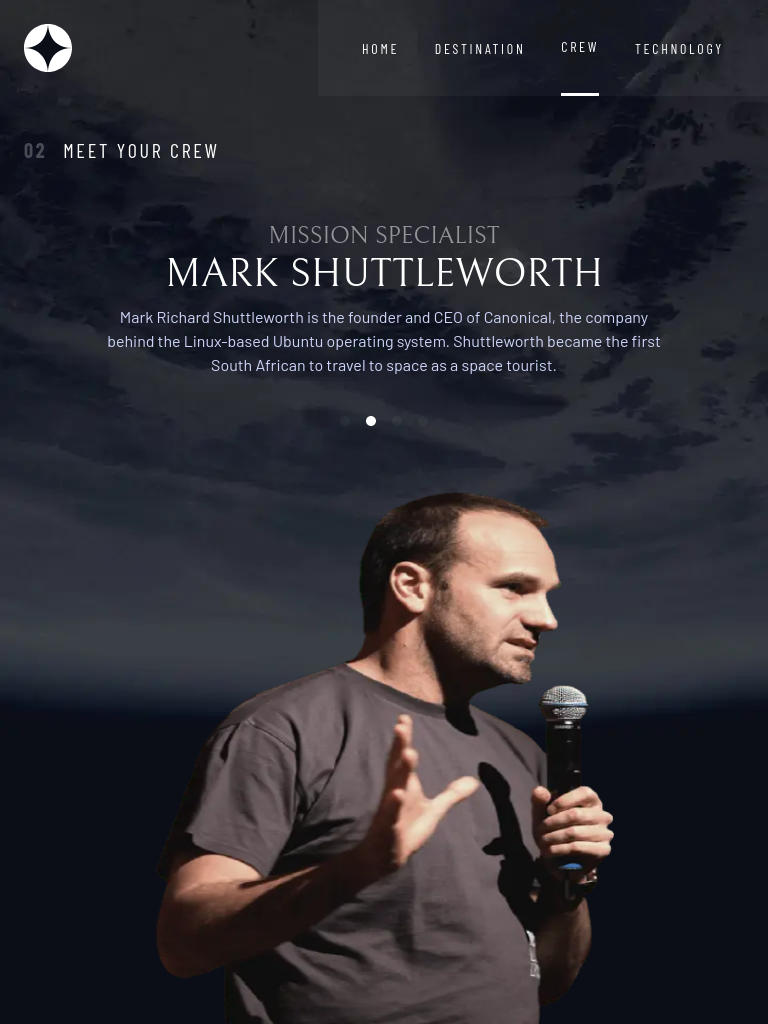 HOME DESTINATION CREW TECHNOLOGY
02 MEET YOUR CREW
MISSION SPECIALIST
MARK SHUTTLEWORTH
Mark Richard Shuttleworth is the founder and CEO of Canonical, the company
behind the Linux-based Ubuntu operating system. Shuttleworth became the first
South African to travel to space as a space tourist.